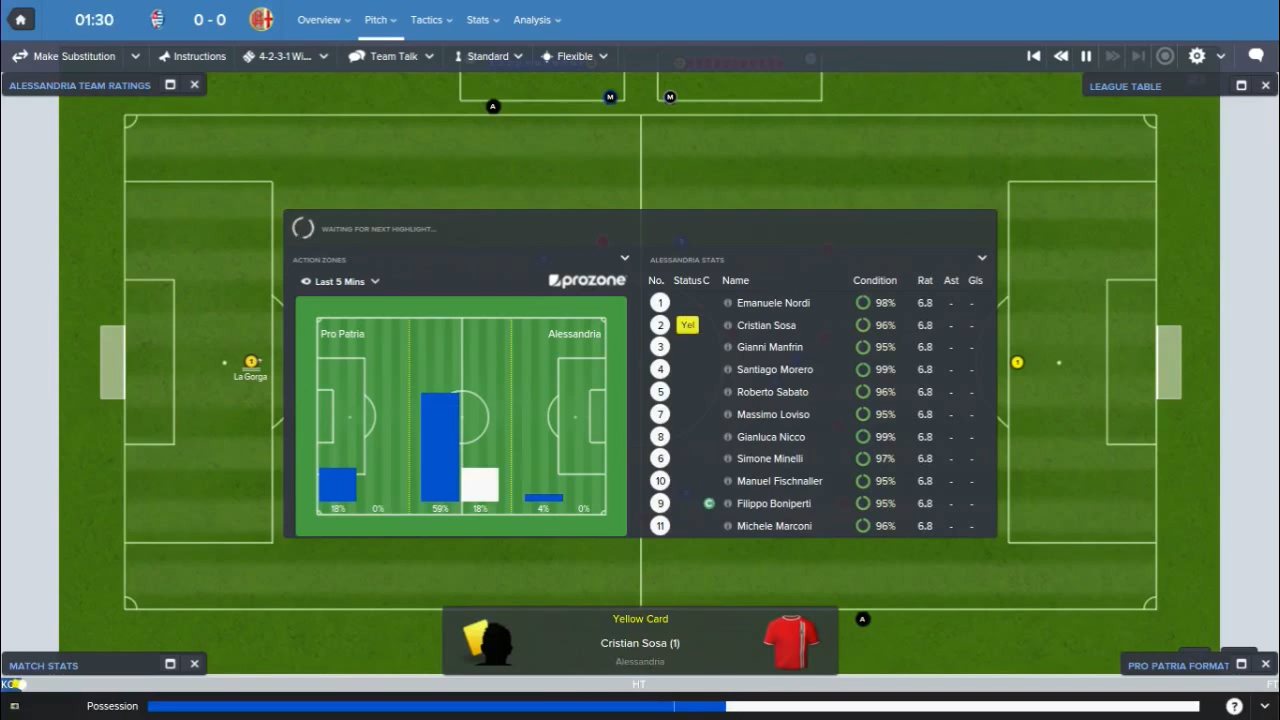 01:30 0 - 0 Overview Pitch Tactics Stats Analysis
Make Substitution Instructions 4-2-3-1 Wi... Team Talk Standard Flexible
ALESSANDRIA TEAM RATINGS
LEAGUE TABLE
A M M
WAITING FOR NEXT HIGHLIGHT...
ACTION ZONES
Last 5 Mins prozone
Pro Patria Alessandria
18% 0% 59% 18% 4% 0%
ALESSANDRIA STATS
No. Status C Name Condition Rat Ast Gls
1 Emanuele Nordi 98% 6.8 - -
2 Yel Cristian Sosa 96% 6.8 - -
3 Gianni Manfrin 95% 6.8 - -
4 Santiago Morero 99% 6.8 - -
5 Roberto Sabato 96% 6.8 - -
7 Massimo Loviso 95% 6.8 - -
8 Gianluca Nicco 99% 6.8 - -
6 Simone Minelli 97% 6.8 - -
10 Manuel Fischnaller 95% 6.8 - -
9 C Filippo Boniperti 95% 6.8 - -
11 Michele Marconi 96% 6.8 - -
1
La Gorga
1
Yellow Card
Cristian Sosa (1)
Alessandria
A
MATCH STATS
PRO PATRIA FORMAT
HT FT
Possession ?